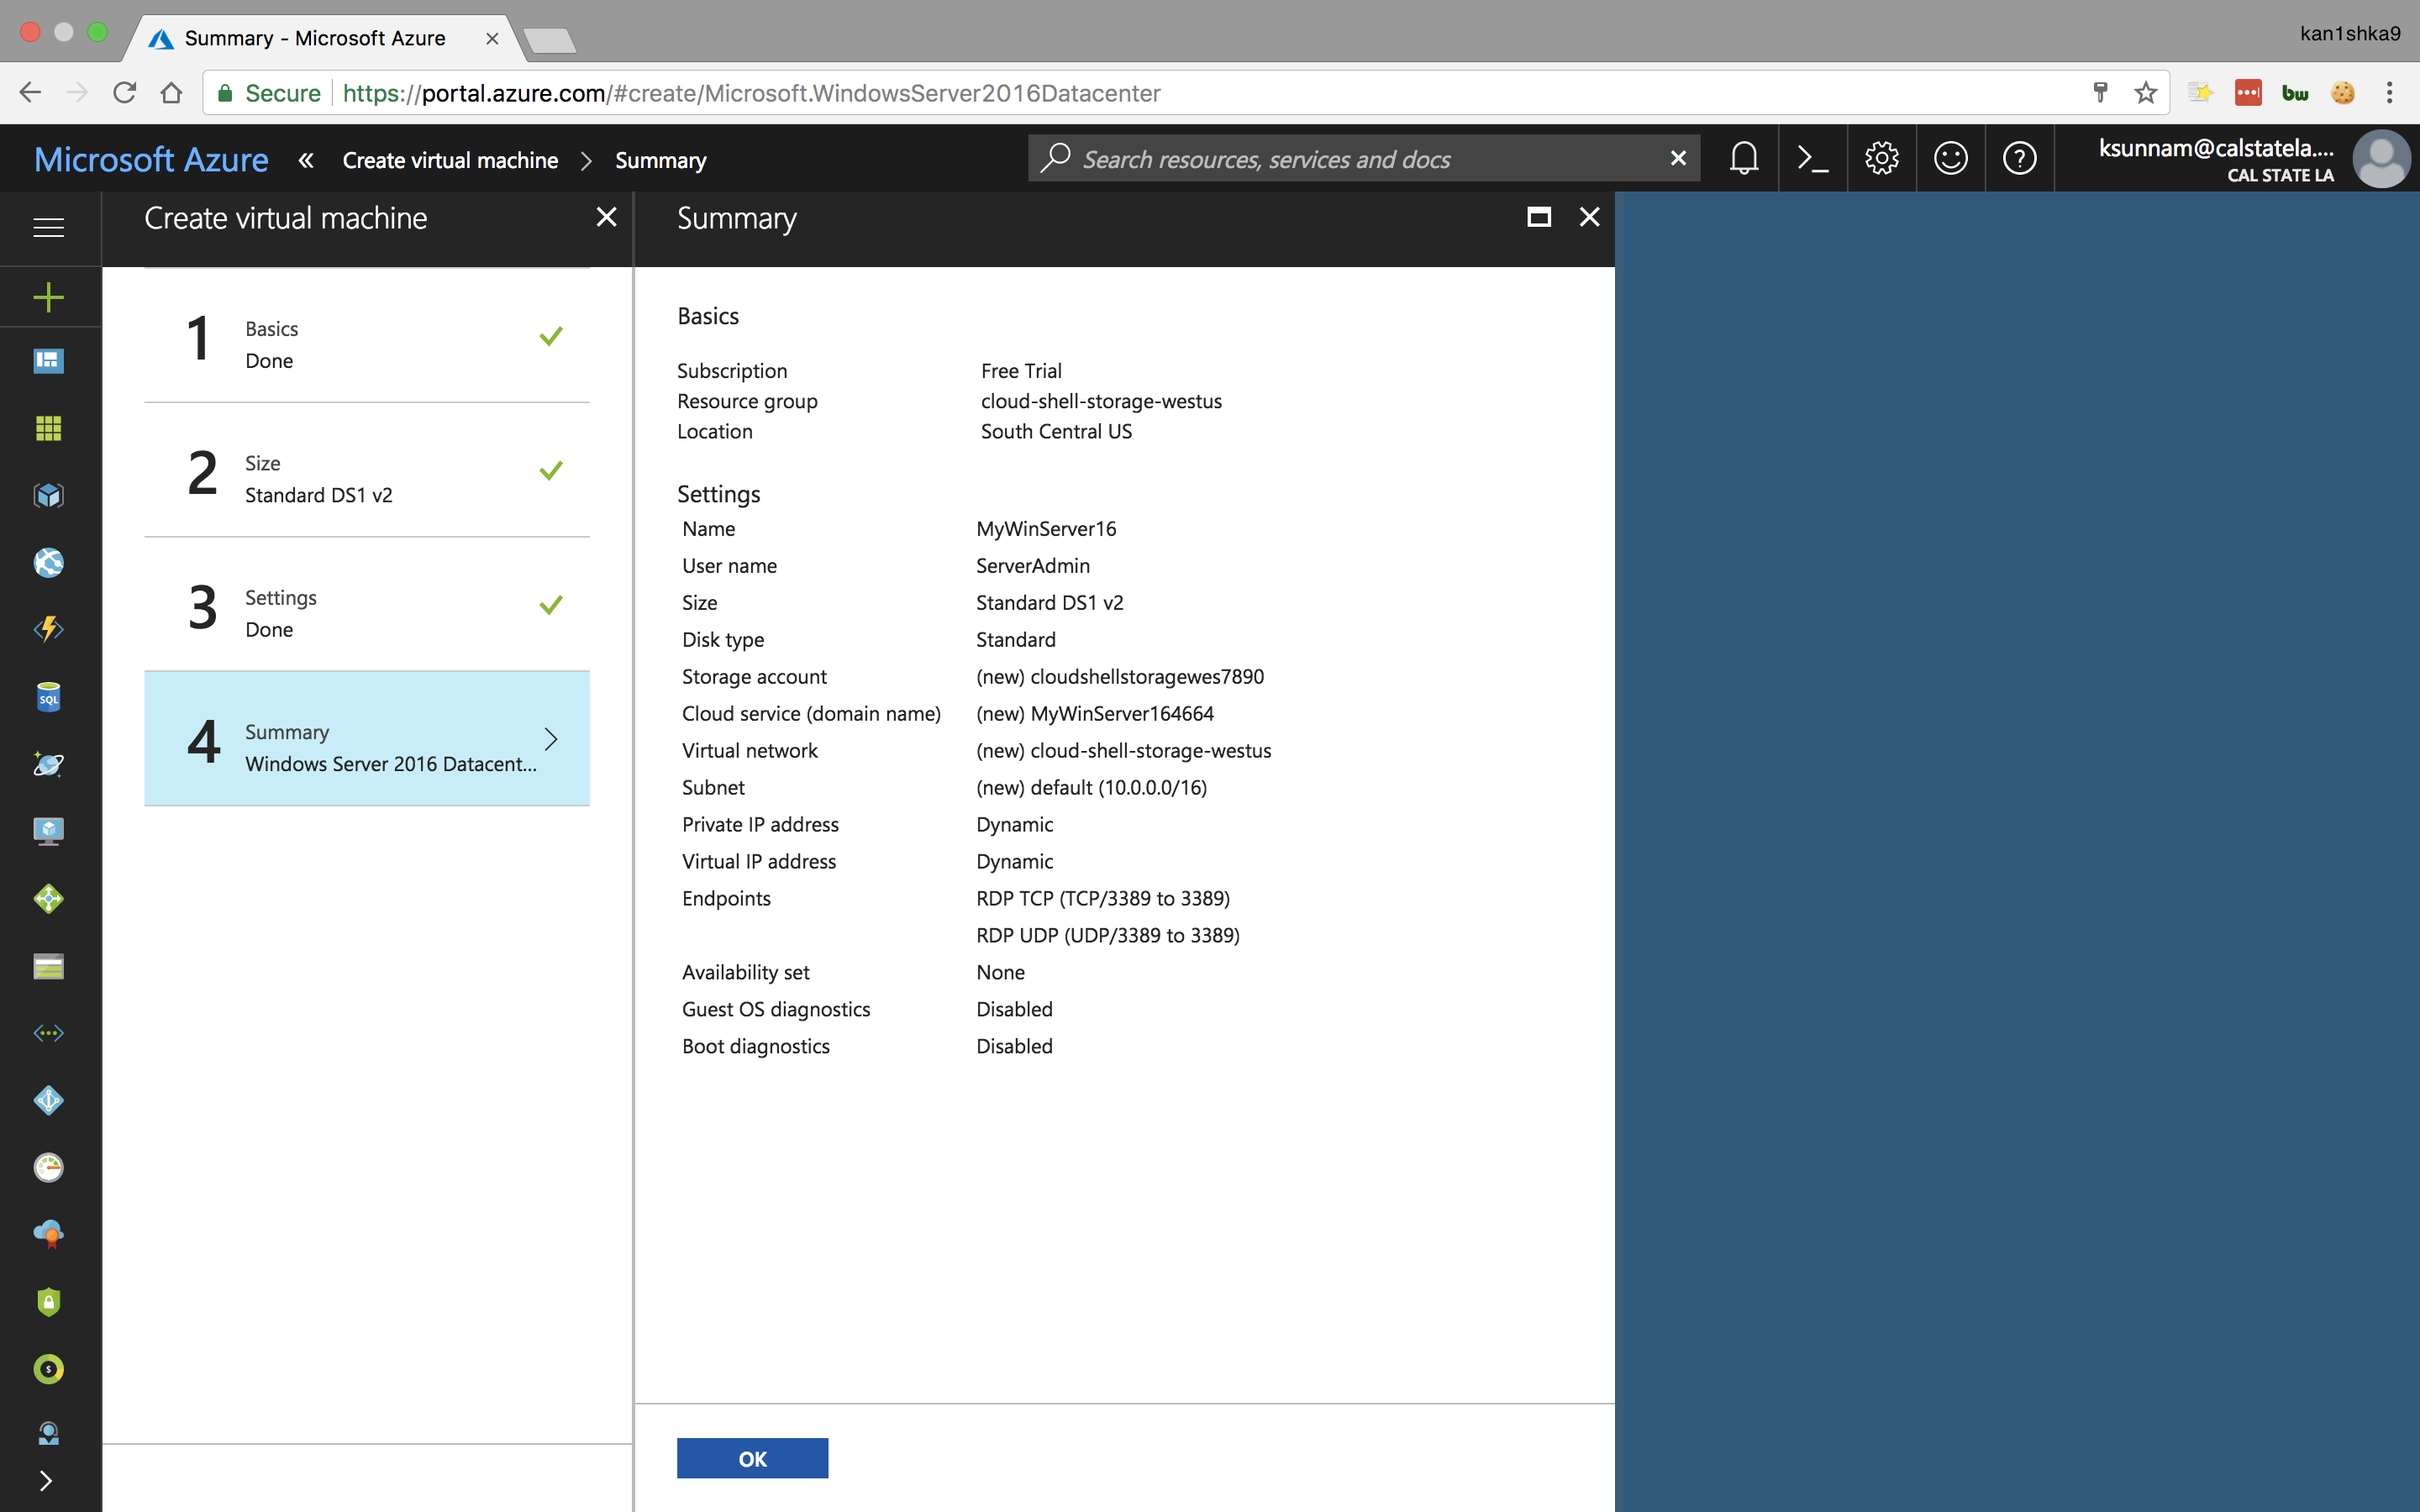 Summary - Microsoft Azure
kan1shka9
Secure https://portal.azure.com/#create/Microsoft.WindowsServer2016Datacenter
bw
Microsoft Azure « Create virtual machine > Summary
Search resources, services and docs
ksunnam@calstatela....
CAL STATE LA
Create virtual machine
1 Basics
Done
2 Size
Standard DS1 v2
3 Settings
Done
4 Summary
Windows Server 2016 Datacent...
SQL
Summary
Basics
Subscription Free Trial
Resource group cloud-shell-storage-westus
Location South Central US
Settings
Name MyWinServer16
User name ServerAdmin
Size Standard DS1 v2
Disk type Standard
Storage account (new) cloudshellstoragewes7890
Cloud service (domain name) (new) MyWinServer164664
Virtual network (new) cloud-shell-storage-westus
Subnet (new) default (10.0.0.0/16)
Private IP address Dynamic
Virtual IP address Dynamic
Endpoints RDP TCP (TCP/3389 to 3389)
RDP UDP (UDP/3389 to 3389)
Availability set None
Guest OS diagnostics Disabled
Boot diagnostics Disabled
OK